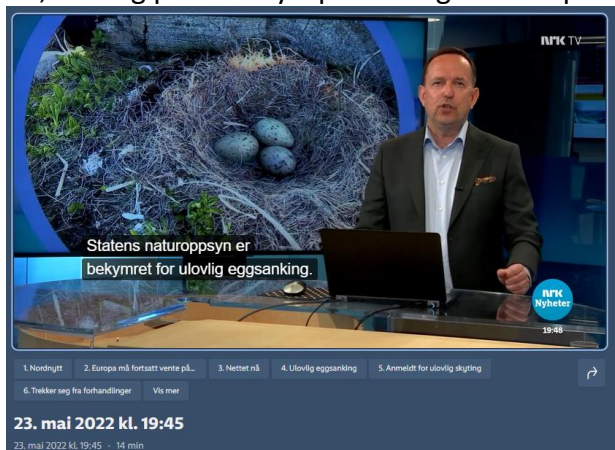 NRK TV
Statens naturoppsyn er
bekymret for ulovlig eggsanking.
NRK
Nyheter
19:48
1. Nordnytt
2. Europa må fortsatt vente på...
3. Nettet nå
4. Ulovlig eggsanking
5. Anmeldt for ulovlig skyting
6. Trekker seg fra forhandlinger
Vis mer
23. mai 2022 kl. 19:45
23. mai 2022 kl. 19:45 · 14 min